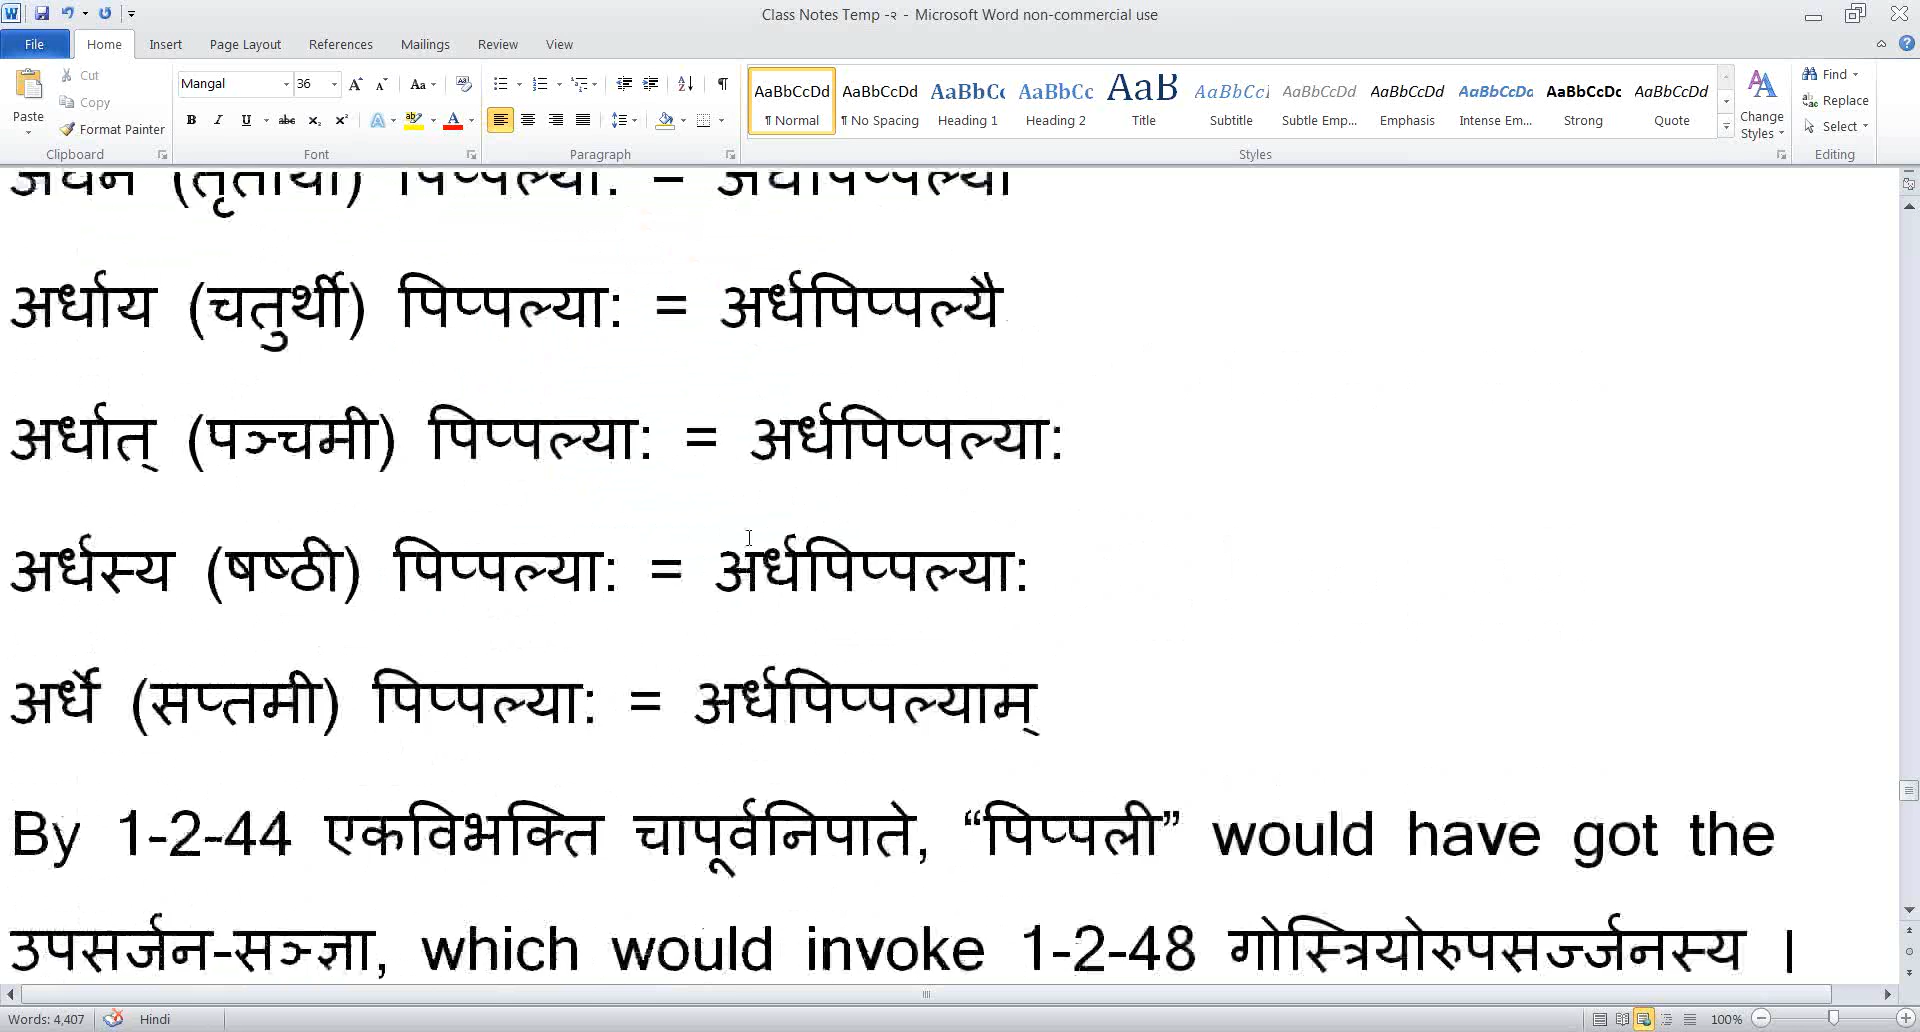 Class Notes Temp -२ - Microsoft Word non-commercial use
File Home Insert Page Layout References Mailings Review View
Paste
Cut
Copy
Format Painter
Clipboard
Mangal 36
Font
Paragraph
AaBbCcDd AaBbCcDd AaBbCc AaBbCc AaB AaBbCcI AaBbCcDd AaBbCcDd AaBbCcDd AaBbCcDc AaBbCcDd
¶ Normal ¶ No Spacing Heading 1 Heading 2 Title Subtitle Subtle Emp... Emphasis Intense Em... Strong Quote
Change Styles
Styles
Find
Replace
Select
Editing
अर्धेन (तृतीया) पिप्पल्या: = अर्धपिप्पल्या
अर्धाय (चतुर्थी) पिप्पल्या: = अर्धपिप्पल्यै
अर्धात् (पञ्चमी) पिप्पल्या: = अर्धपिप्पल्या:
अर्धस्य (षष्ठी) पिप्पल्या: = अर्धपिप्पल्या:
अर्धे (सप्तमी) पिप्पल्या: = अर्धपिप्पल्याम्
By 1-2-44 एकविभक्ति चापूर्वनिपाते, “पिप्पली” would have got the
उपसर्जन-सञ्ज्ञा, which would invoke 1-2-48 गोस्त्रियोरुपसर्ज्जनस्य ।
Words: 4,407 Hindi 100%